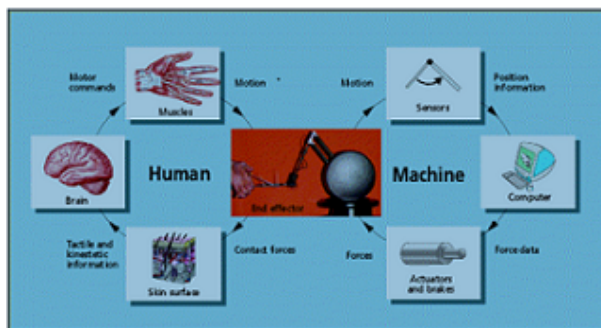 Motor
commands
Muscles
Motion
Motion
Sensors
Position
information
Brain
Human
End effector
Machine
Computer
Tactile and
kinestetic
information
Skin surface
Contact forces
Forces
Actuators
and brakes
Force data